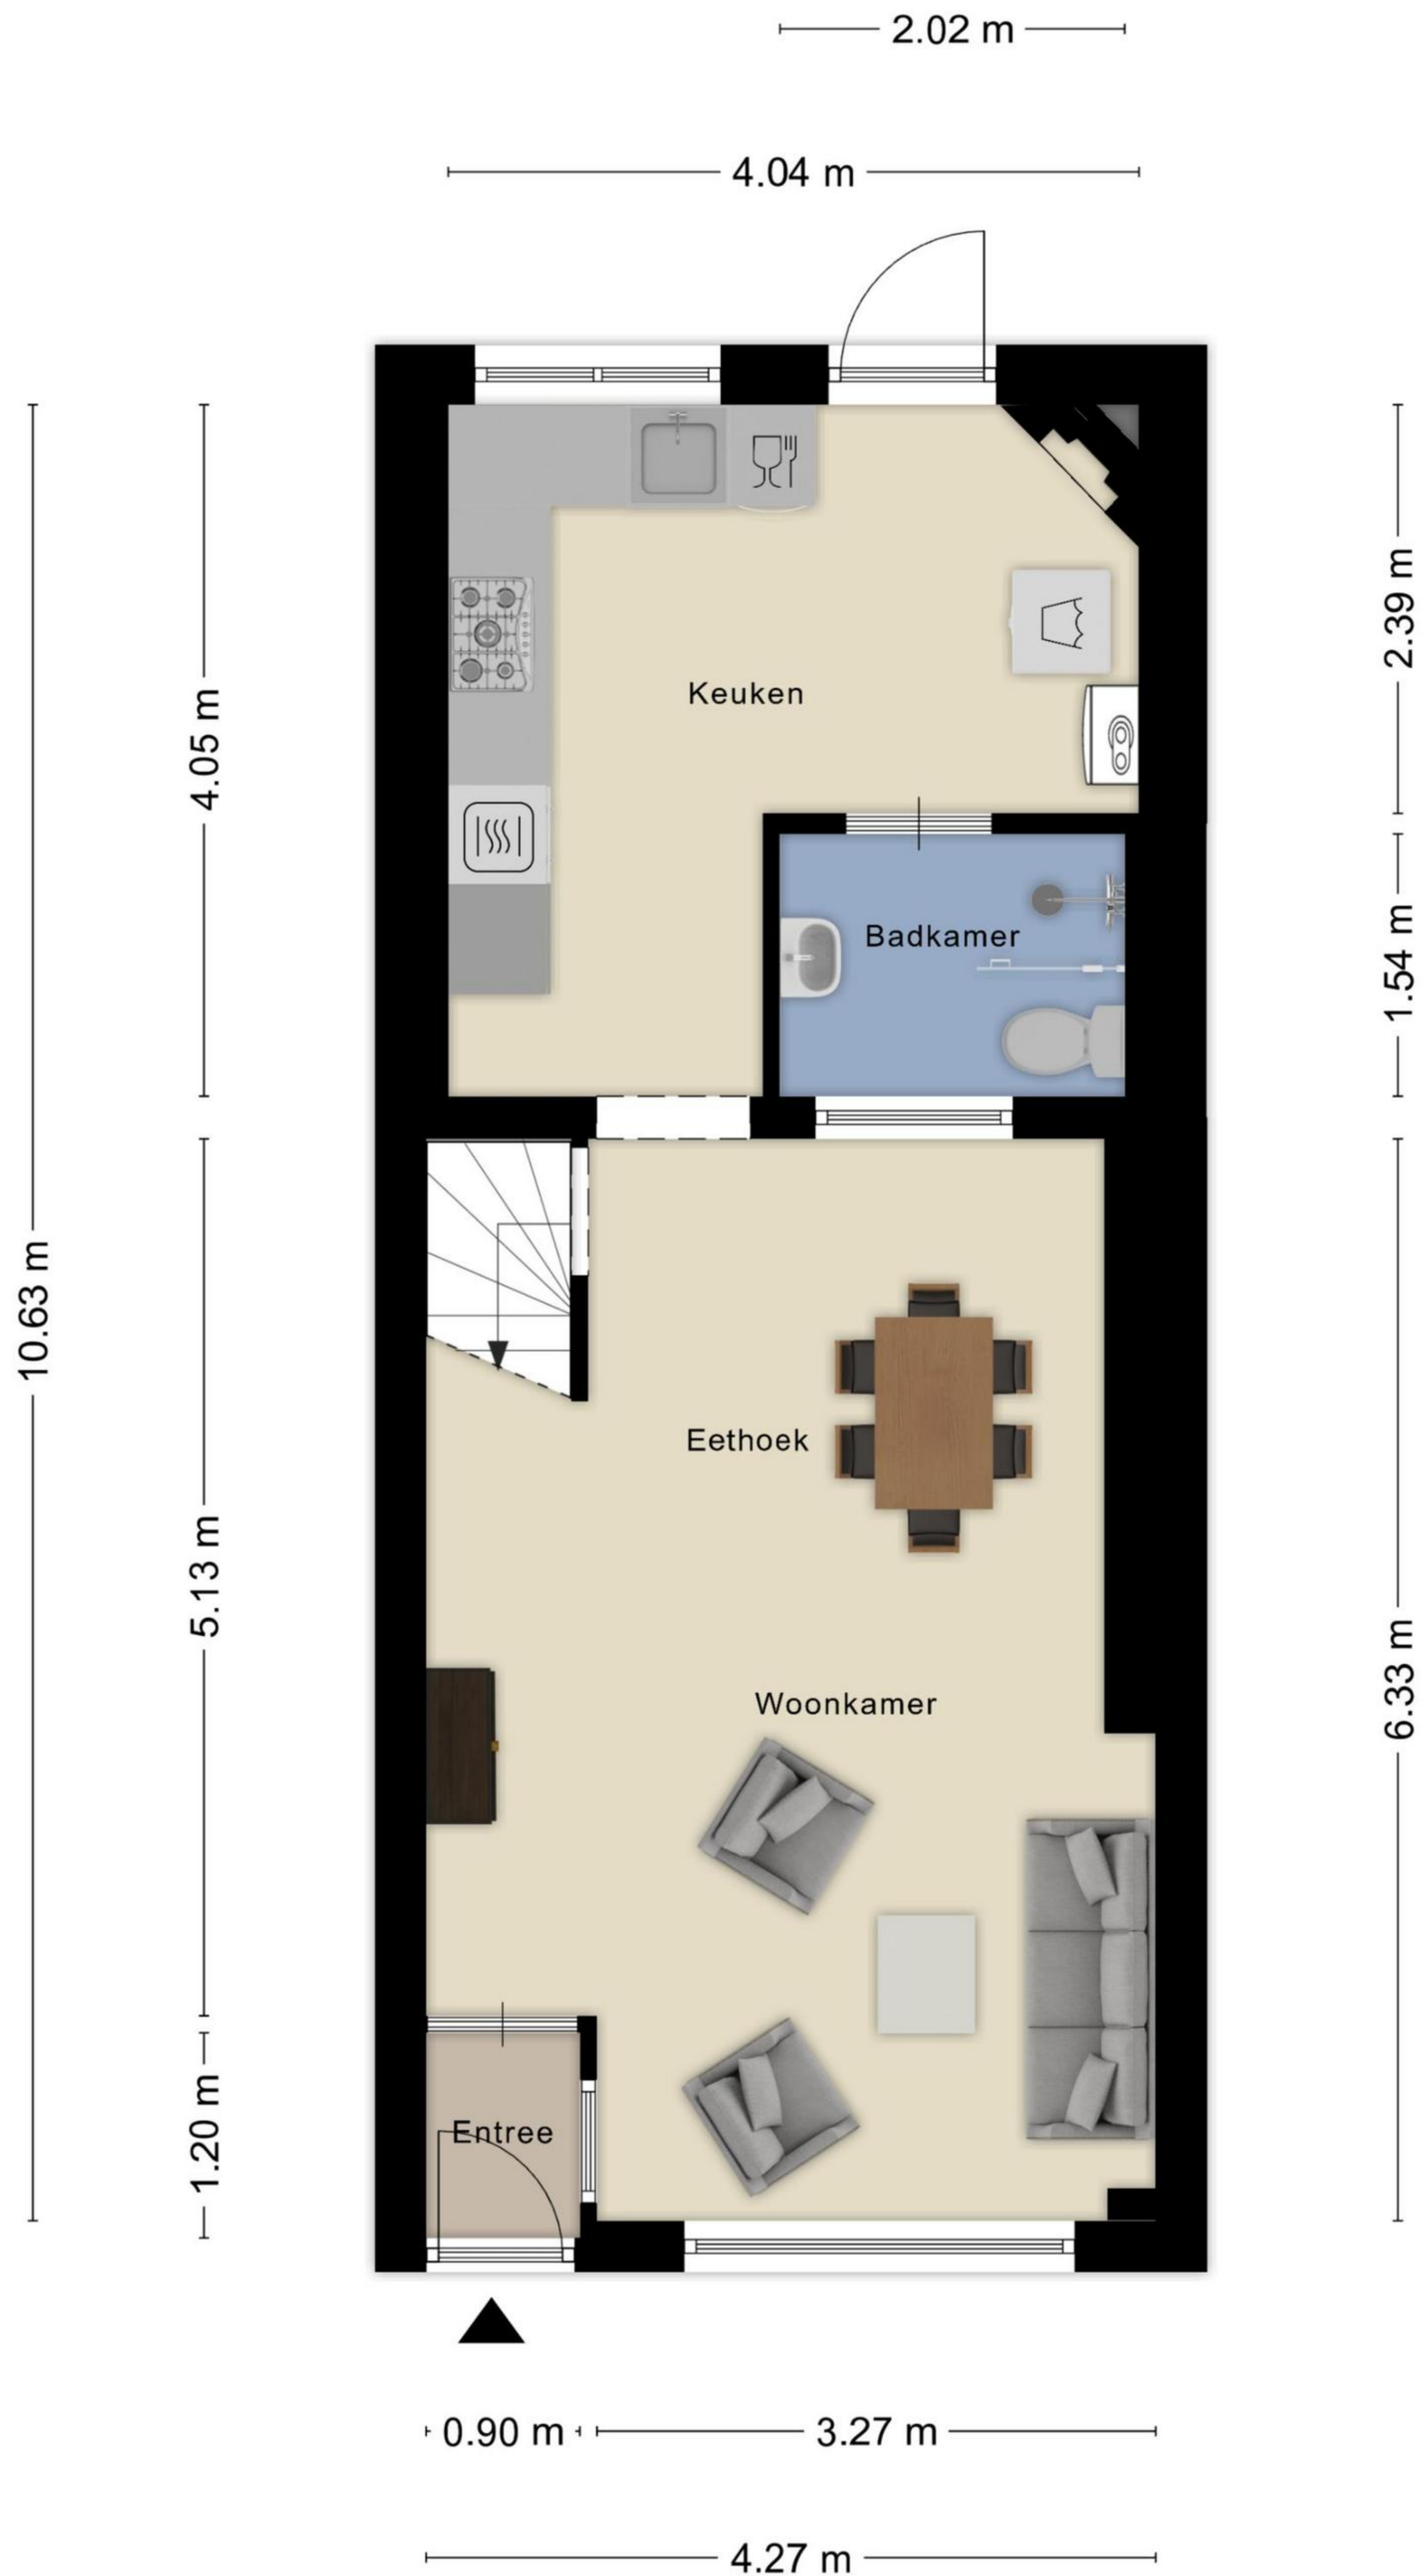 2.02 m
4.04 m
Keuken
2.39 m
4.05 m
Badkamer
1.54 m
10.63 m
Eethoek
5.13 m
Woonkamer
6.33 m
Entree
1.20 m
0.90 m
3.27 m
4.27 m